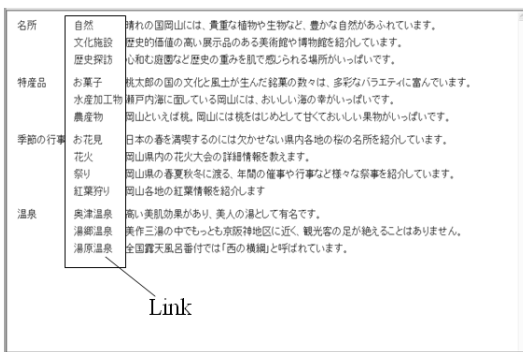 名所 自然 晴れの国岡山には、貴重な植物や生物など、豊かな自然があふれています。
文化施設 歴史的価値の高い展示品のある美術館や博物館を紹介しています。
歴史探訪 心和む庭園など歴史の重みを肌で感じられる場所がいっぱいです。
特産品 お菓子 桃太郎の国の文化と風土が生んだ銘菓の数々は、多彩なバラエティに富んでいます。
水産加工物 瀬戸内海に面している岡山には、おいしい海の幸がいっぱいです。
農産物 岡山といえば桃。岡山には桃をはじめとして甘くておいしい果物がいっぱいです。
季節の行事 お花見 日本の春を満喫するのには欠かせない県内各地の桜の名所を紹介しています。
花火 岡山県内の花火大会の詳細情報を教えます。
祭り 岡山県の春夏秋冬に渡る、年間の催事や行事など様々な祭事を紹介しています。
紅葉狩り 岡山各地の紅葉情報を紹介します
温泉 奥津温泉 高い美肌効果があり、美人の湯として有名です。
湯郷温泉 美作三湯の中でもっとも京阪神地区に近く、観光客の足が絶えることはありません。
湯原温泉 全国露天風呂番付では「西の横綱」と呼ばれています。
Link